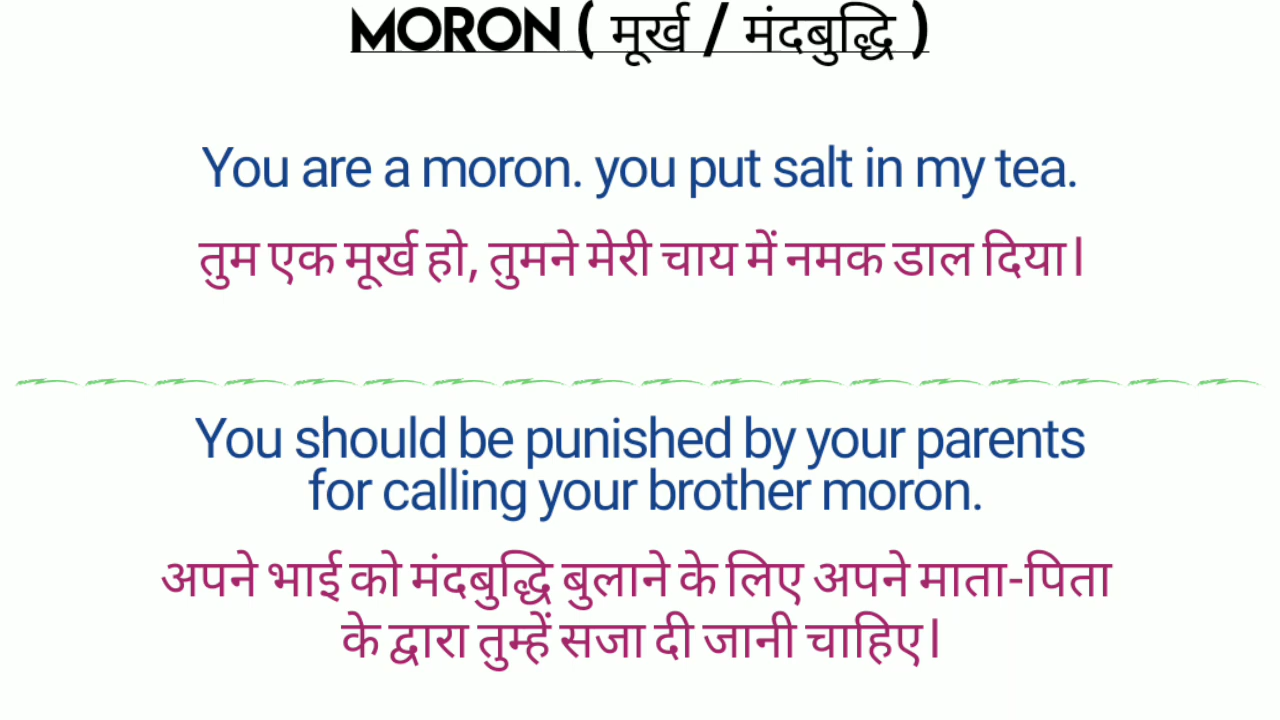 MORON ( मूर्ख / मंदबुद्धि )
You are a moron. you put salt in my tea.
तुम एक मूर्ख हो, तुमने मेरी चाय में नमक डाल दिया।
You should be punished by your parents
for calling your brother moron.
अपने भाई को मंदबुद्धि बुलाने के लिए अपने माता-पिता
के द्वारा तुम्हें सजा दी जानी चाहिए।